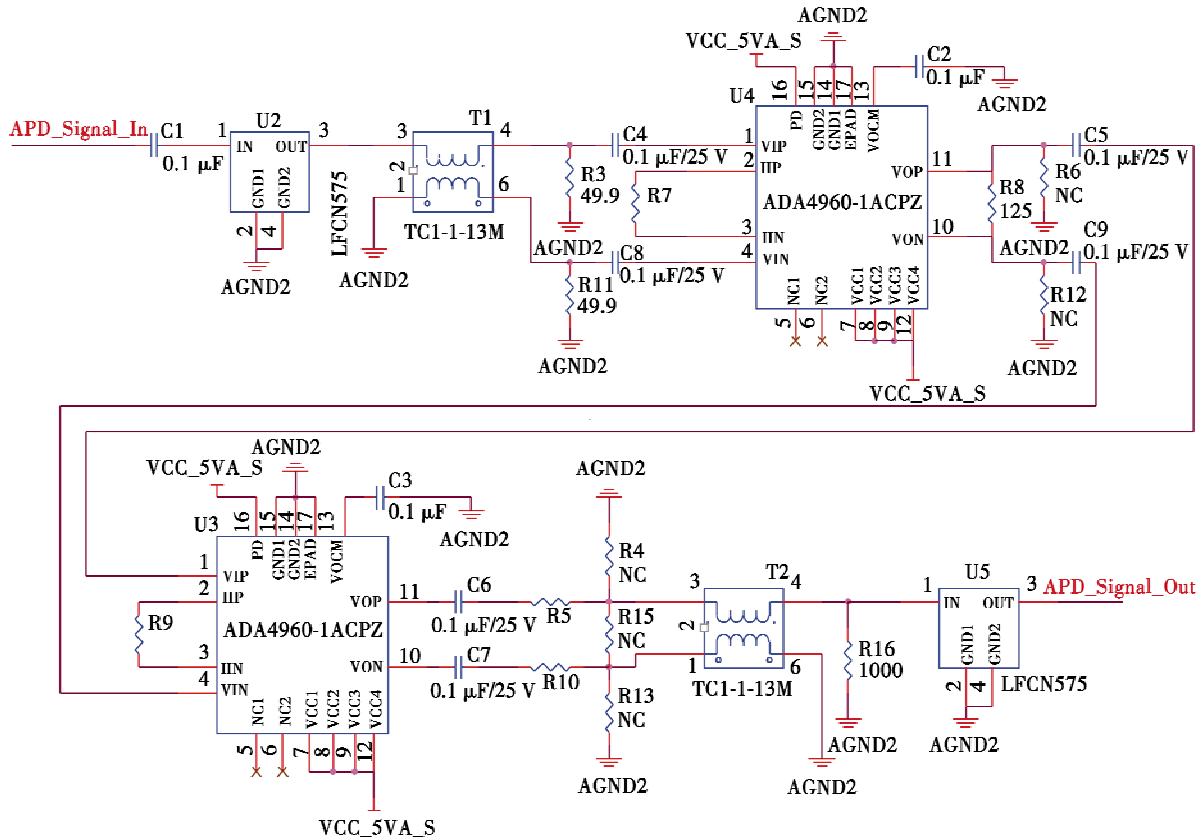 AGND2
VCC_5VA_S
C2
0.1 μF
AGND2
U4
16
15
14
17
13
PD
GND2
GND1
EPAD
VOCM
APD_Signal_In
C1
0.1 μF
1
U2
3
IN
OUT
GND1
GND2
2
4
LFCN575
AGND2
T1
3
4
2
1
6
TC1-1-13M
AGND2
C4
0.1 μF/25 V
R3
49.9
AGND2
R7
C8
0.1 μF/25 V
R11
49.9
AGND2
1
VIP
2
IIP
3
IIN
4
VIN
ADA4960-1ACPZ
VOP
11
VON
10
NC1
NC2
VCC1
VCC2
VCC3
VCC4
5
6
7
8
9
12
VCC_5VA_S
R8
125
R6
NC
AGND2
C5
0.1 μF/25 V
C9
0.1 μF/25 V
R12
NC
AGND2
AGND2
VCC_5VA_S
C3
0.1 μF
AGND2
U3
16
15
14
17
13
PD
GND1
GND2
EPAD
VOCM
1
VIP
2
IIP
R9
3
IIN
4
VIN
ADA4960-1ACPZ
VOP
11
VON
10
NC1
NC2
VCC1
VCC2
VCC3
VCC4
5
6
7
8
9
12
VCC_5VA_S
C6
0.1 μF/25 V
R5
C7
0.1 μF/25 V
R10
AGND2
R4
NC
R15
NC
R13
NC
AGND2
T2
3
4
2
1
6
TC1-1-13M
AGND2
R16
1000
AGND2
1
U5
3
IN
OUT
GND1
GND2
2
4
LFCN575
AGND2
APD_Signal_Out